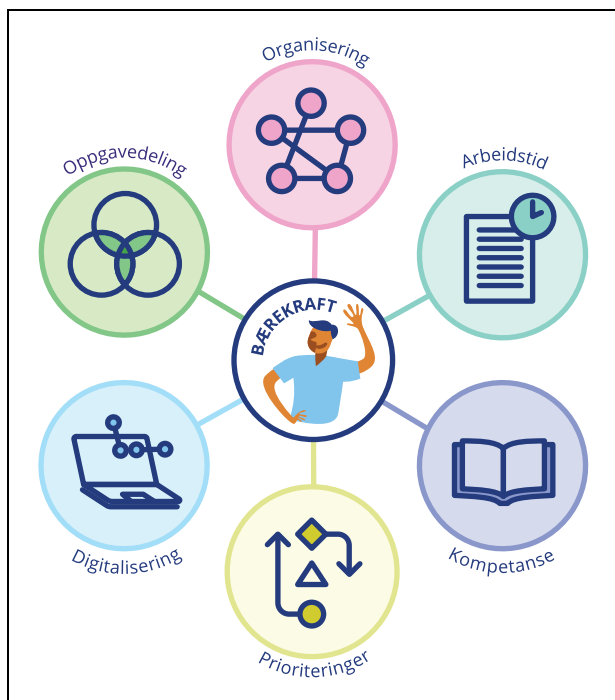 Organisering
Oppgavedeling
Arbeidstid
BÆREKRAFT
Digitalisering
Kompetanse
Prioriteringer